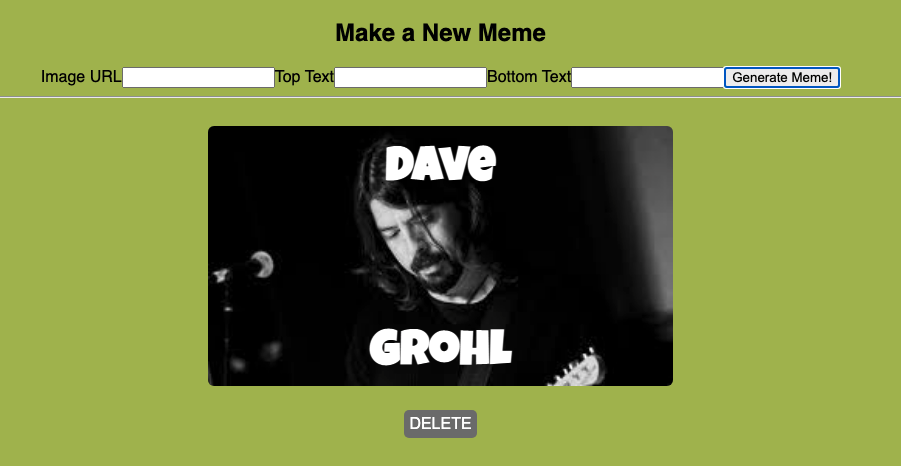 Make a New Meme
Image URL Top Text Bottom Text Generate Meme!
DAVE
GROHL
DELETE